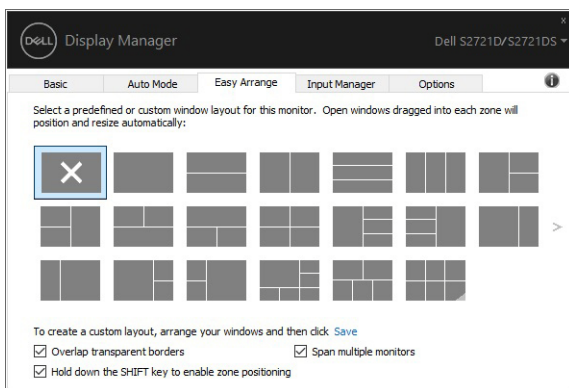 x
DELL Display Manager Dell S2721D/S2721DS
Basic Auto Mode Easy Arrange Input Manager Options i
Select a predefined or custom window layout for this monitor. Open windows dragged into each zone will
position and resize automatically:
To create a custom layout, arrange your windows and then click Save
Overlap transparent borders Span multiple monitors
Hold down the SHIFT key to enable zone positioning